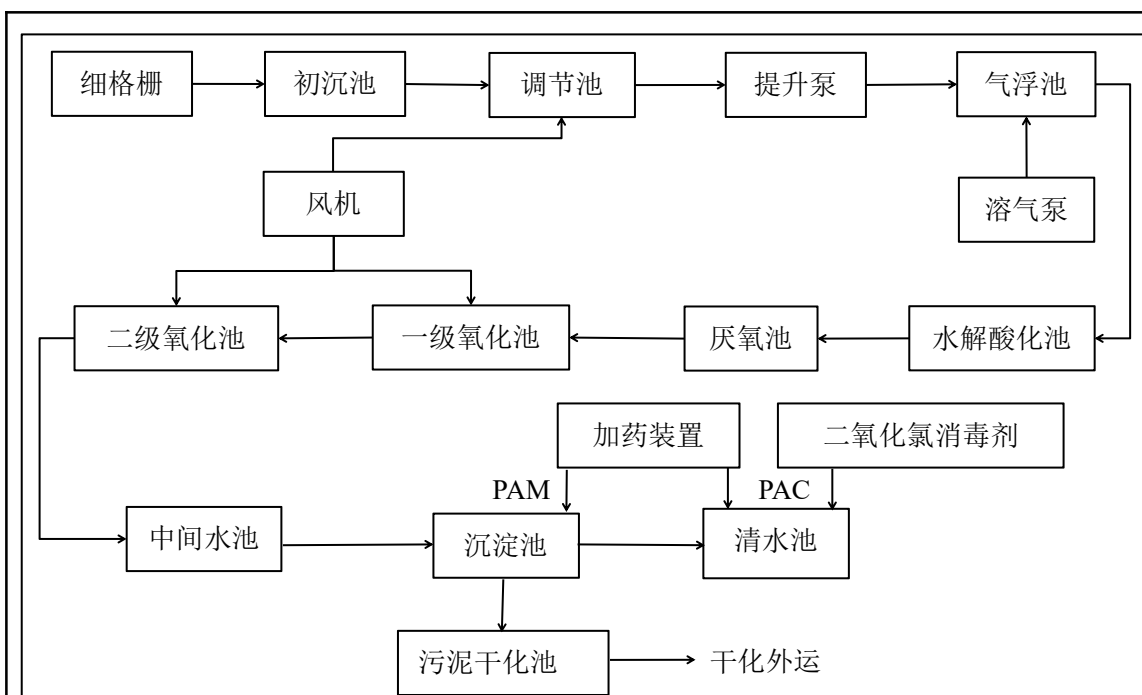 细格栅
初沉池
调节池
提升泵
气浮池
风机
溶气泵
二级氧化池
一级氧化池
厌氧池
水解酸化池
加药装置
二氧化氯消毒剂
PAM
PAC
中间水池
沉淀池
清水池
污泥干化池
干化外运